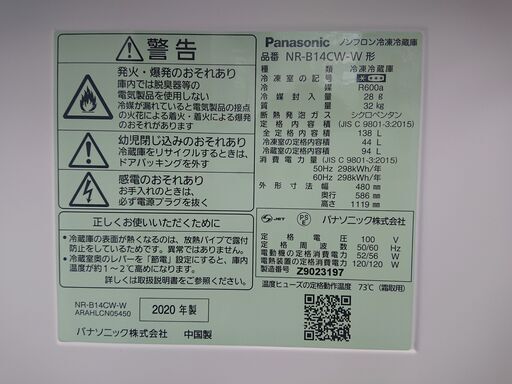 警告
発火・爆発のおそれあり
庫内では脱臭器等の
電気製品を使用しない
冷媒が漏れていると電気製品の接点
の火花による着火・着火による爆発
のおそれあり
幼児閉じ込みのおそれあり
冷蔵庫をリサイクルするときは、
ドアパッキングを外す
感電のおそれあり
お手入れのときは、
必ず電源プラグを抜く
正しくお使いいただくために
●冷蔵庫の表面が熱くなるのは、放熱パイプで露付
防止をしているためです。異常ではありません。
●冷蔵室奥のレバーを「節電」設定にすると、庫内
温度が約1~2℃高めになります。
詳しくは取扱説明書をご参照ください。
NR-B14CW-W
ARAHLCN05450
2020年製
パナソニック株式会社 中国製
Panasonic ノンフロン冷凍冷蔵庫
品番 NR-B14CW-W 形
種類 冷凍冷蔵庫
冷凍室の記号
冷媒 R600a
冷媒封入量 28g
質量 32kg
断熱発泡ガス シクロペンタン
定格内容積 (JIS C 9801-3:2015)
全定格内容積 138 L
冷凍室の定格内容積 44 L
冷蔵室の定格内容積 94 L
消費電力量 (JIS C 9801-3:2015)
50Hz 298kWh/年
60Hz 298kWh/年
外形寸法 幅 480 mm
奥行 586 mm
高さ 1119 mm
JET PS E パナソニック株式会社
定格電圧 100 V
定格周波数 50/60 Hz
電動機の定格消費電力 52/56 W
電熱装置の定格消費電力 120/120 W
製造番号 Z9023197
温度ヒューズの定格動作温度 73℃ (霜取用)